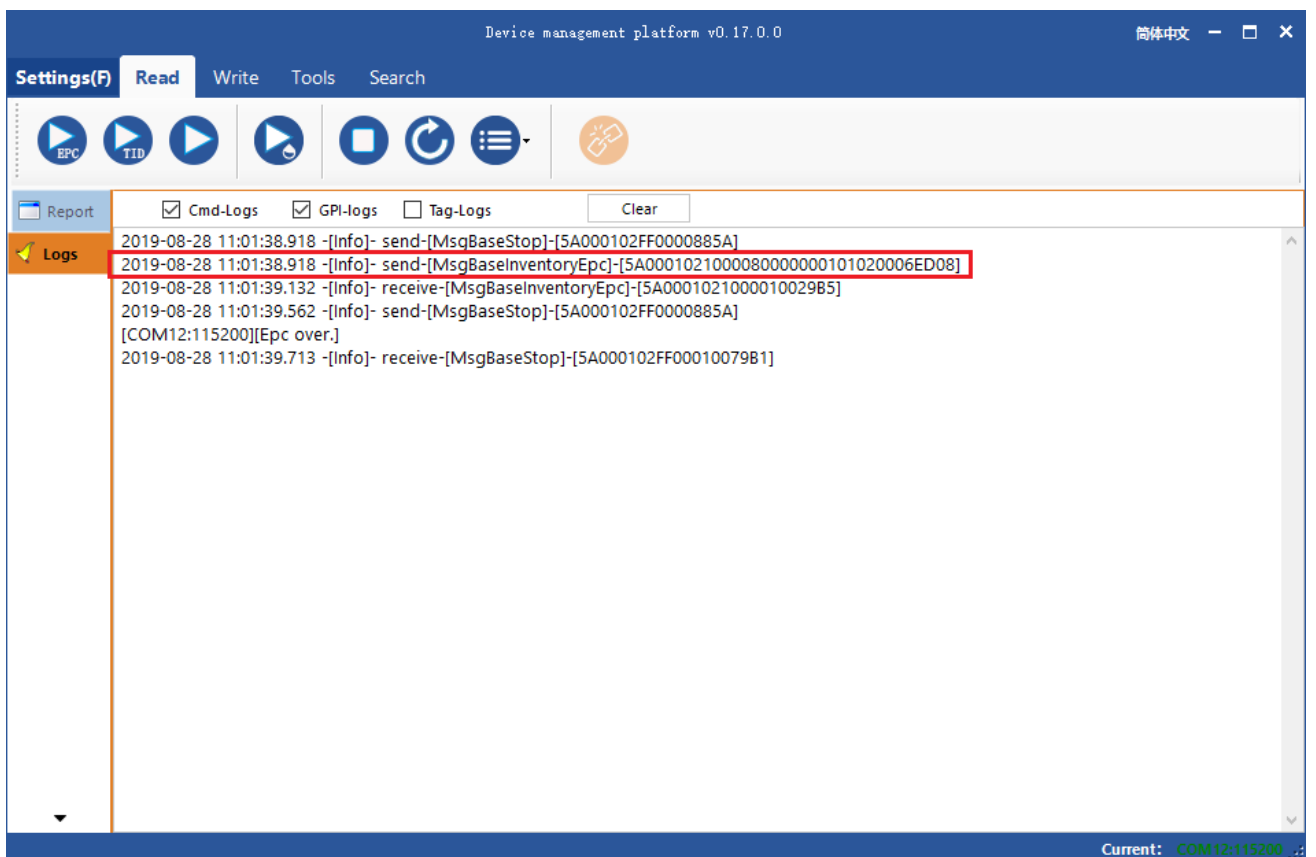 Device management platform v0.17.0.0
简体中文
Settings(F) Read Write Tools Search
EPC TID
Report
Cmd-Logs GPI-logs Tag-Logs Clear
Logs
2019-08-28 11:01:38.918 -[Info]- send-[MsgBaseStop]-[5A000102FF0000885A]
2019-08-28 11:01:38.918 -[Info]- send-[MsgBaseInventoryEpc]-[5A00010210000800000000101020006ED08]
2019-08-28 11:01:39.132 -[Info]- receive-[MsgBaseInventoryEpc]-[5A0001021000010029B5]
2019-08-28 11:01:39.562 -[Info]- send-[MsgBaseStop]-[5A000102FF0000885A]
[COM12:115200][Epc over.]
2019-08-28 11:01:39.713 -[Info]- receive-[MsgBaseStop]-[5A000102FF00010079B1]
Current: COM12:115200